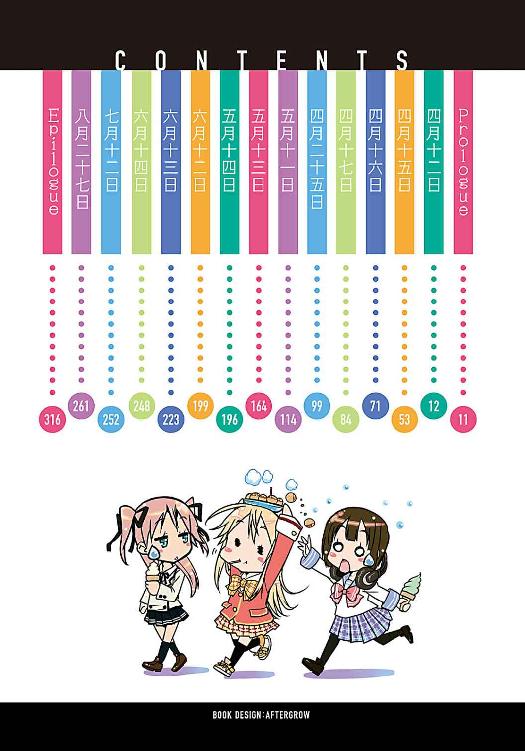 CONTENTS
Prologue
四月十二日
四月十五日
四月十六日
四月十七日
四月二十五日
五月十一日
五月十三日
五月十四日
六月十二日
六月十三日
六月十四日
七月十二日
八月二十七日
Epilogue
11
12
53
71
84
99
114
164
196
199
223
248
252
261
316
BOOK DESIGN:AFTERGROW